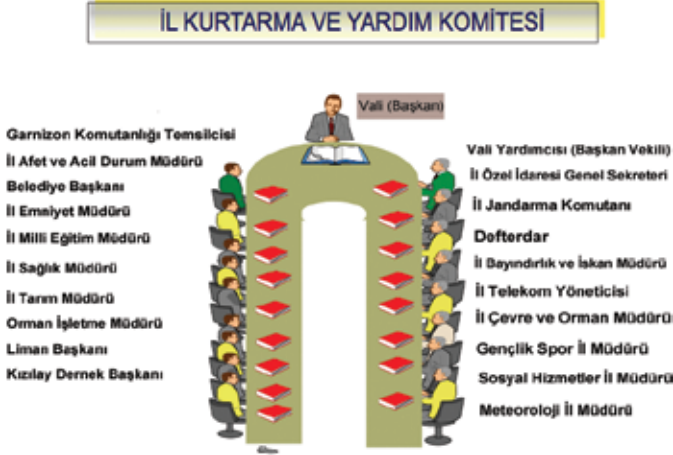 İL KURTARMA VE YARDIM KOMİTESİ
Vali (Başkan)
Garnizon Komutanlığı Temsilcisi
İl Afet ve Acil Durum Müdürü
Belediye Başkanı
İl Emniyet Müdürü
İl Milli Eğitim Müdürü
İl Sağlık Müdürü
İl Tarım Müdürü
Orman İşletme Müdürü
Liman Başkanı
Kızılay Dernek Başkanı
Vali Yardımcısı (Başkan Vekili)
İl Özel İdaresi Genel Sekreteri
İl Jandarma Komutanı
Defterdar
İl Bayındırlık ve İskan Müdürü
İl Telekom Yöneticisi
İl Çevre ve Orman Müdürü
Gençlik Spor İl Müdürü
Sosyal Hizmetler İl Müdürü
Meteoroloji İl Müdürü